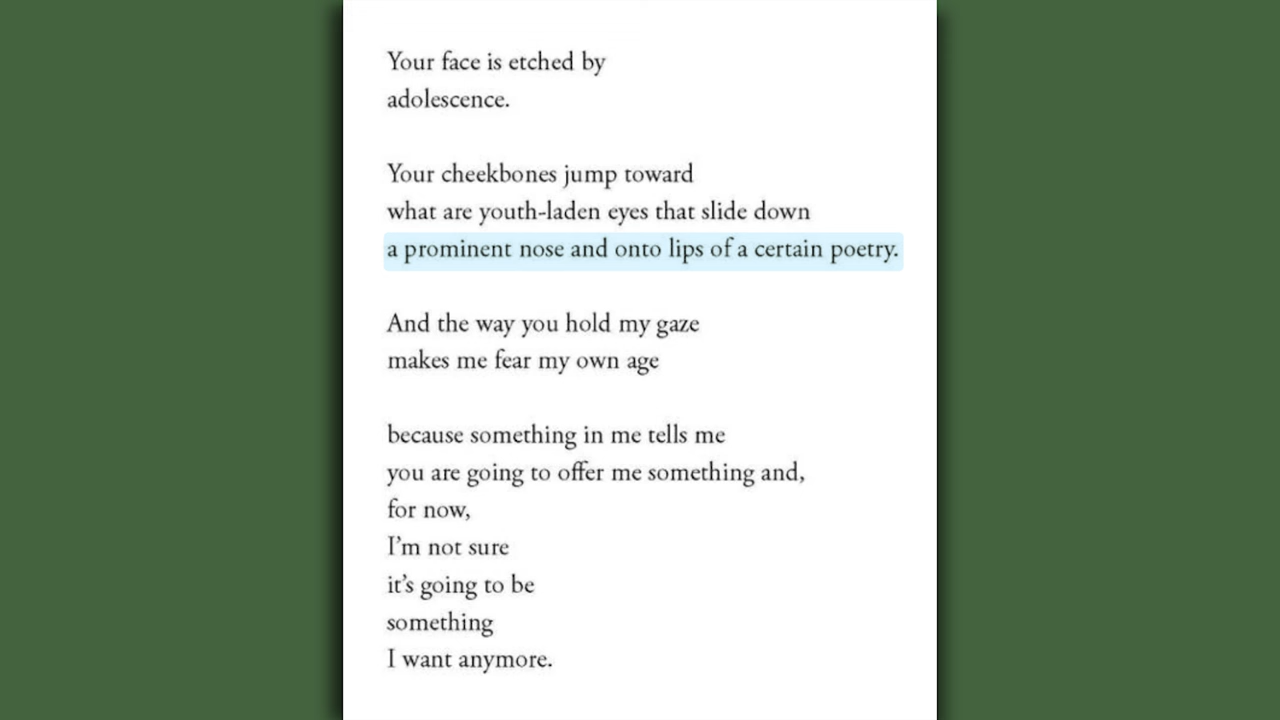 Your face is etched by
adolescence.
Your cheekbones jump toward
what are youth-laden eyes that slide down
a prominent nose and onto lips of a certain poetry.
And the way you hold my gaze
makes me fear my own age
because something in me tells me
you are going to offer me something and,
for now,
I’m not sure
it’s going to be
something
I want anymore.